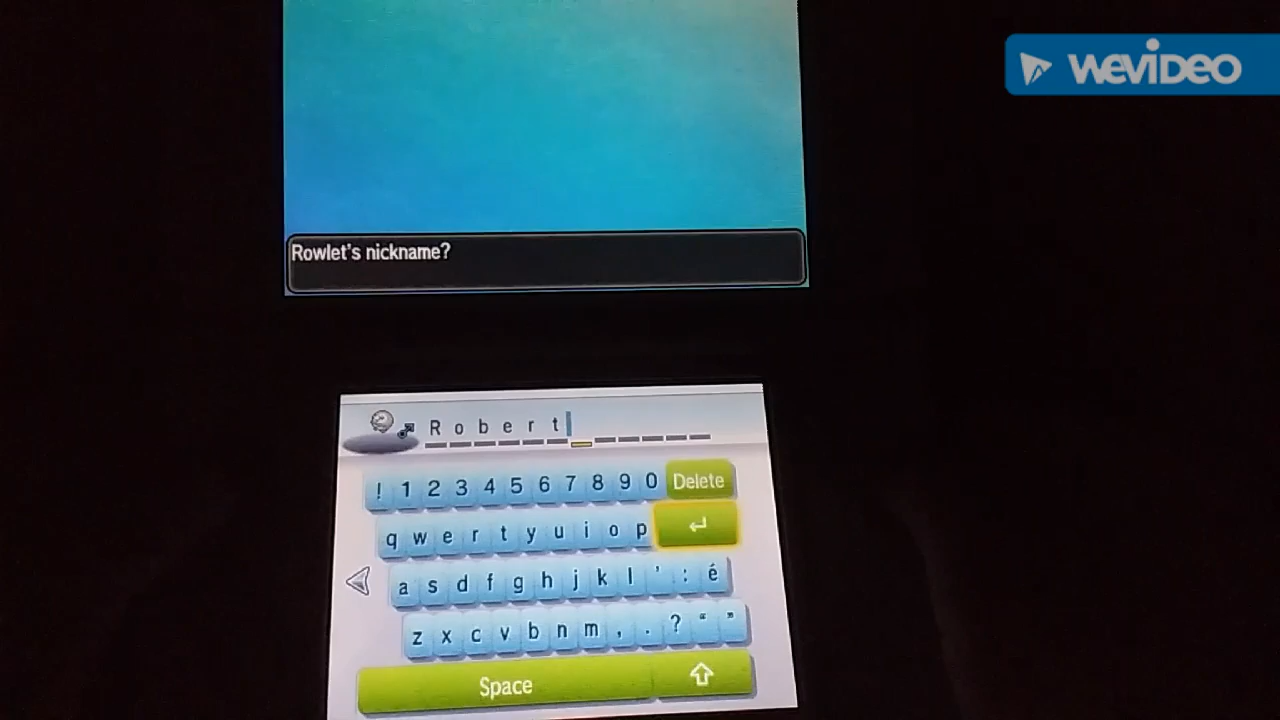 WEVIDEO
Rowlet's nickname?
Robert
! 1 2 3 4 5 6 7 8 9 0 Delete
q w e r t y u i o p
a s d f g h j k l ' : é
z x c v b n m , . ? “ ”
Space